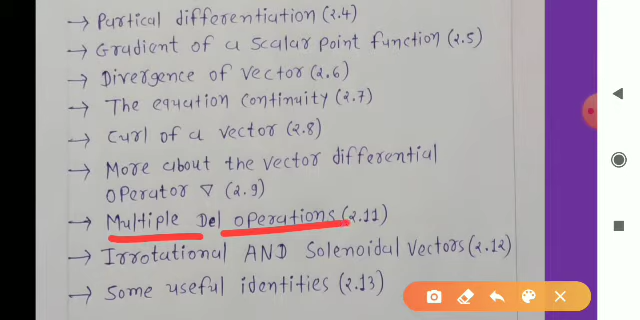 → Partical differentiation (2.4)
→ Gradient of a scalar point function (2.5)
→ Divergence of vector (2.6)
→ The equation continuity (2.7)
→ Curl of a vector (2.8)
→ More about the vector differential
operator ∇ (2.9)
→ Multiple Del operations (2.11)
→ Irrotational AND Solenoidal Vectors (2.12)
→ Some useful identities (2.13)